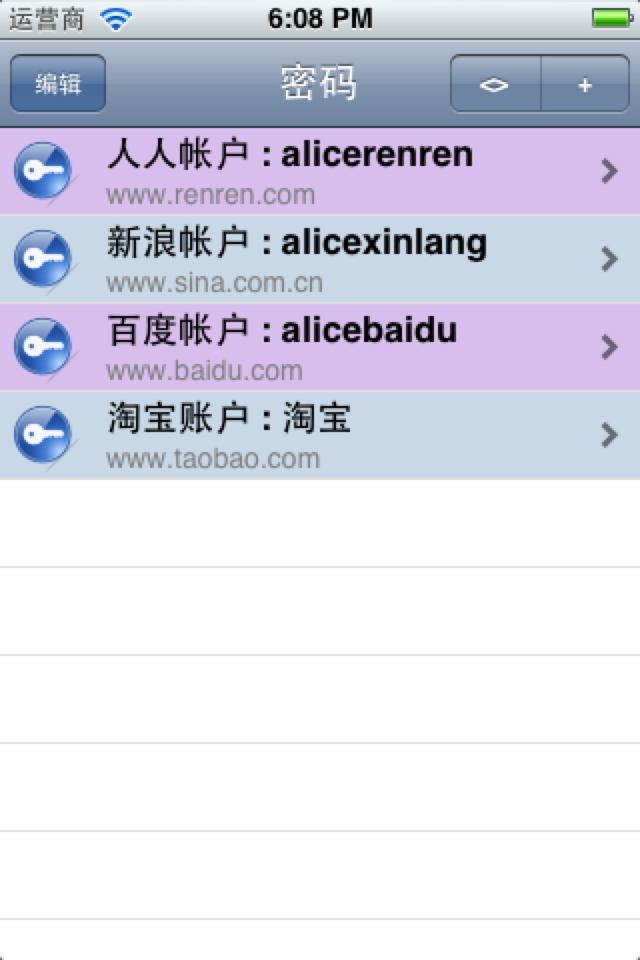 运营商 6:08 PM
编辑 密码 <> +
人人帐户 : alicerenren
www.renren.com
新浪帐户 : alicexinlang
www.sina.com.cn
百度帐户 : alicebaidu
www.baidu.com
淘宝账户 : 淘宝
www.taobao.com